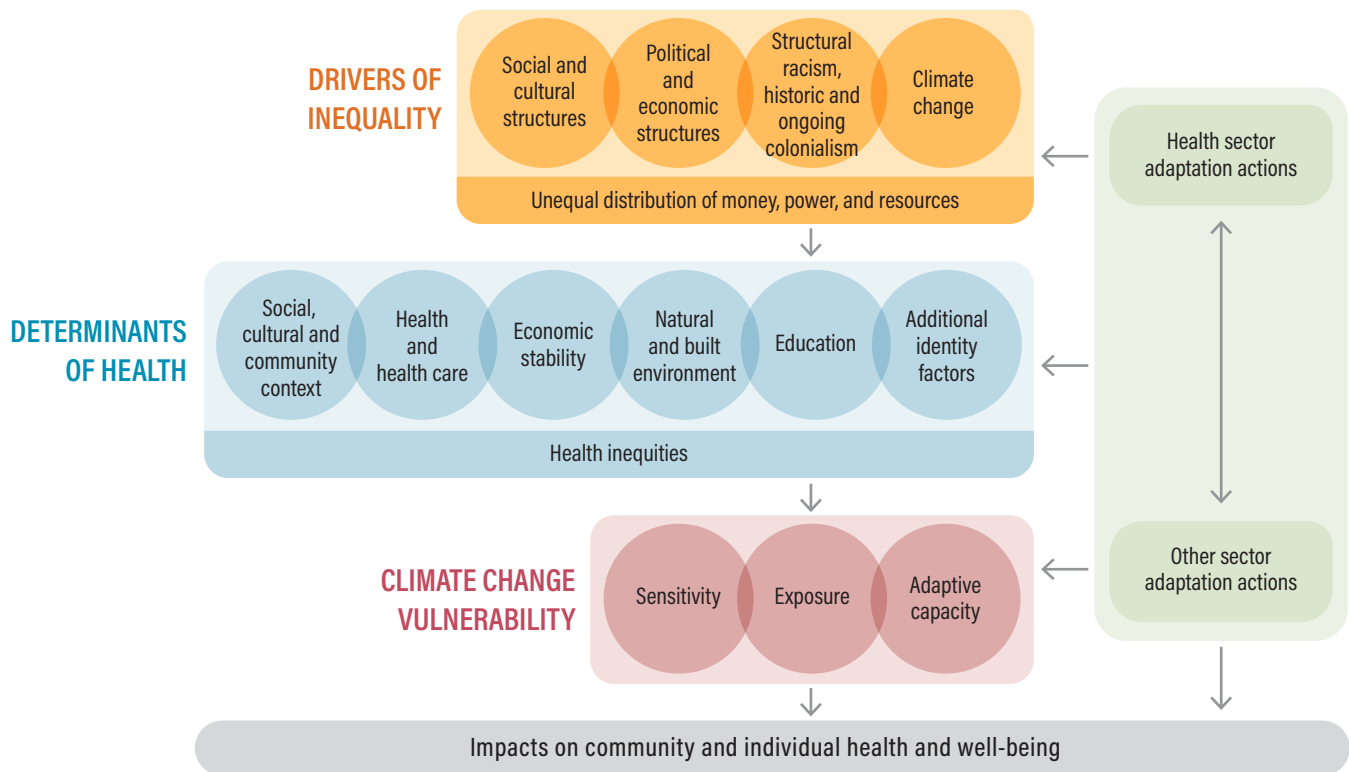 DRIVERS OF
INEQUALITY
Social and
cultural
structures
Political
and
economic
structures
Structural
racism,
historic and
ongoing
colonialism
Climate
change
Unequal distribution of money, power, and resources
Health sector
adaptation actions
DETERMINANTS
OF HEALTH
Social,
cultural and
community
context
Health
and
health care
Economic
stability
Natural
and built
environment
Education
Additional
identity
factors
Health inequities
CLIMATE CHANGE
VULNERABILITY
Sensitivity
Exposure
Adaptive
capacity
Other sector
adaptation actions
Impacts on community and individual health and well-being